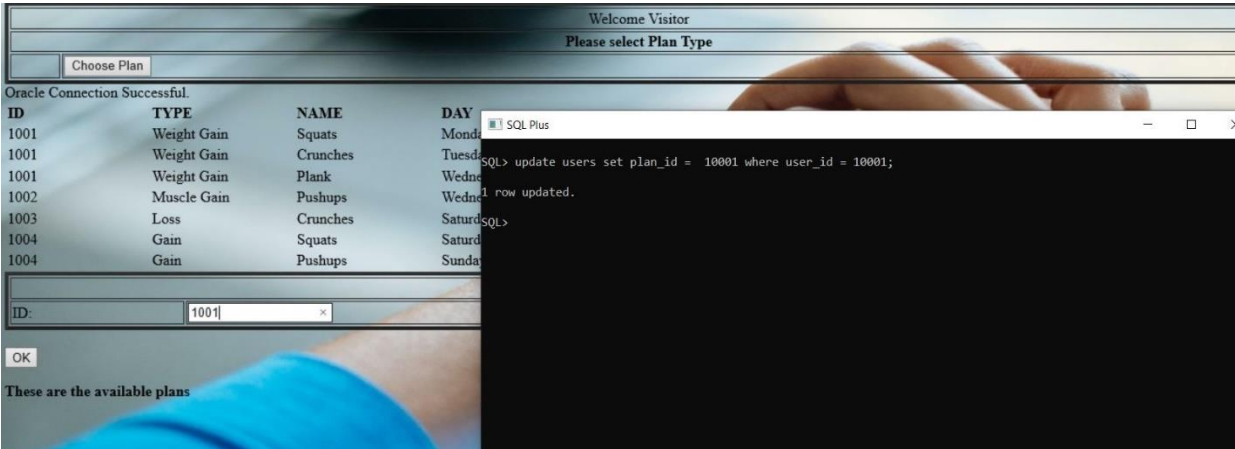 Welcome Visitor
Please select Plan Type
Choose Plan
Oracle Connection Successful.
ID TYPE NAME DAY
1001 Weight Gain Squats
1001 Weight Gain Crunches
1001 Weight Gain Plank
1002 Muscle Gain Pushups
1003 Loss Crunches
1004 Gain Squats
1004 Gain Pushups
ID: 1001
OK
These are the available plans
SQL Plus
SQL> update users set plan_id =  10001 where user_id = 10001;
1 row updated.
SQL>